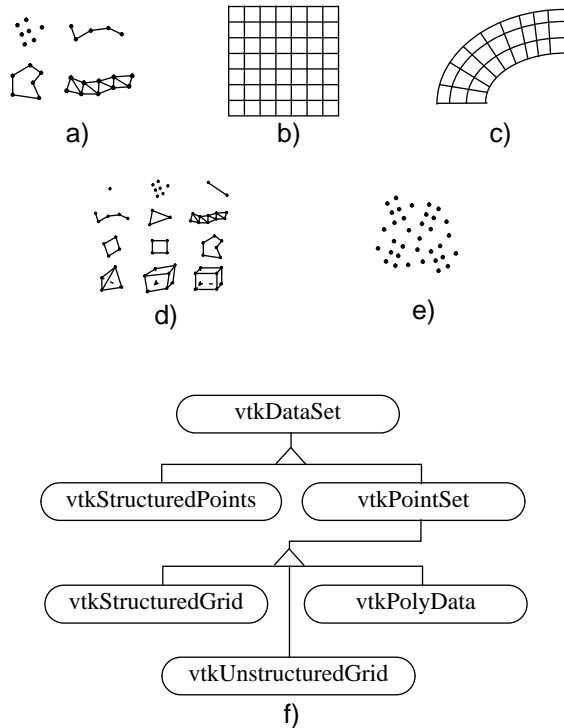 a)
b)
c)
d)
e)
vtkDataSet
vtkStructuredPoints
vtkPointSet
vtkStructuredGrid
vtkPolyData
vtkUnstructuredGrid
f)